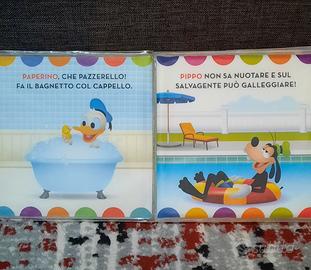 PAPERINO, CHE PAZZERELLO!
FA IL BAGNETTO COL CAPPELLO.
PIPPO NON SA NUOTARE E SUL
SALVAGENTE PUÒ GALLEGGIARE!